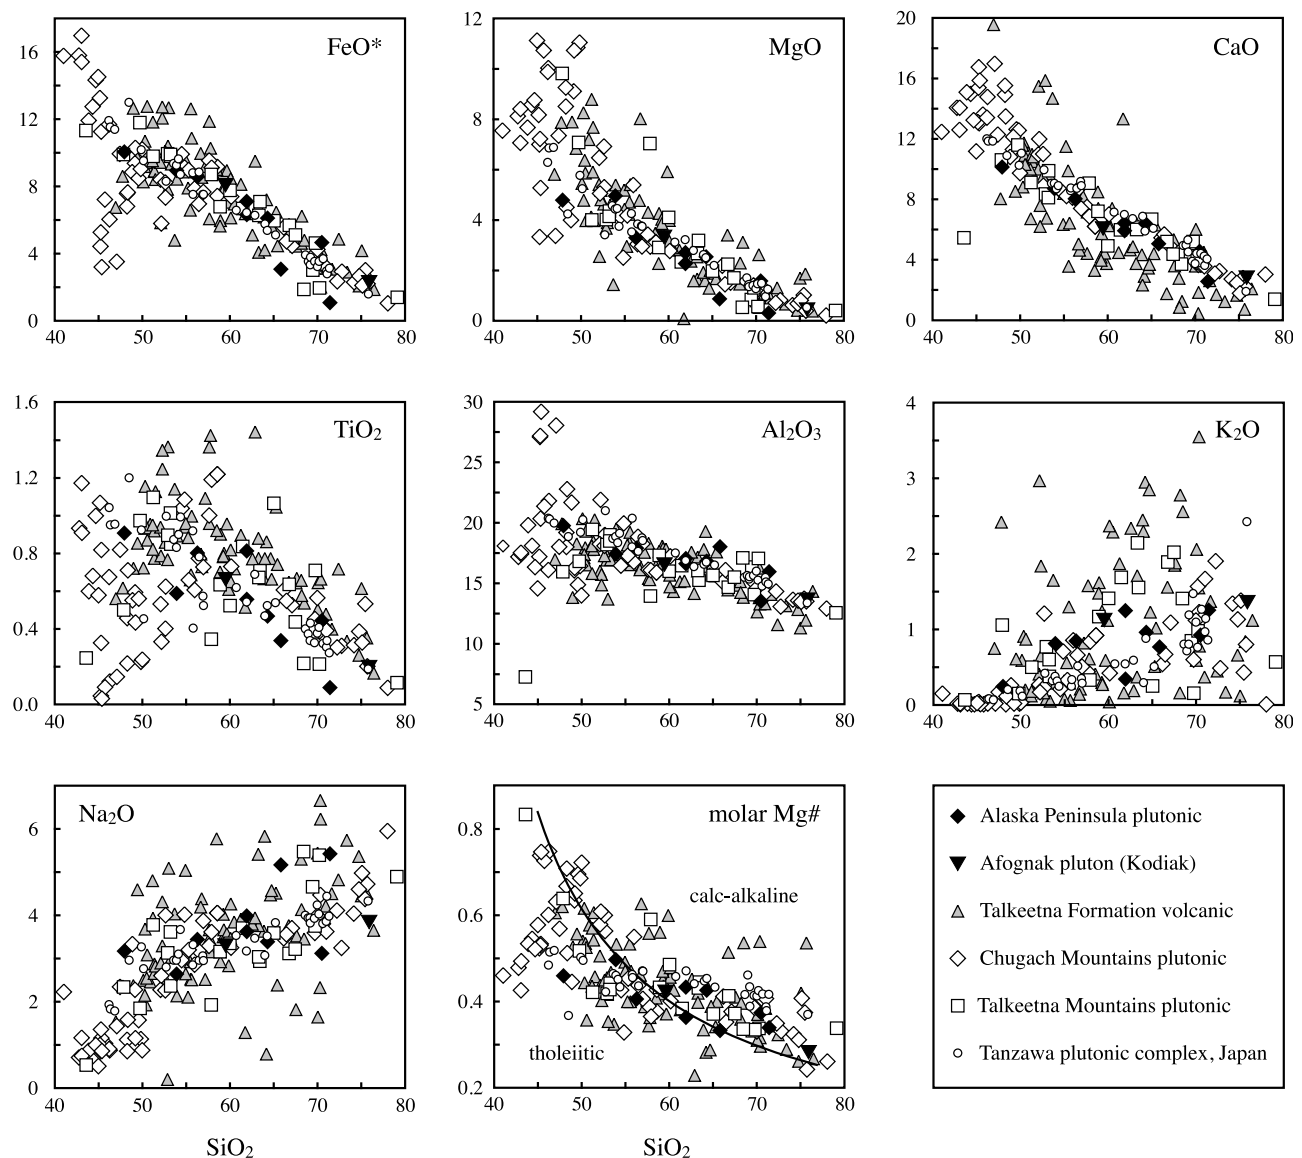 FeO*
16
12
8
4
0
40 50 60 70 80
MgO
12
8
4
0
40 50 60 70 80
CaO
20
16
12
8
4
0
40 50 60 70 80
TiO2
1.6
1.2
0.8
0.4
0.0
40 50 60 70 80
Al2O3
30
25
20
15
10
5
40 50 60 70 80
K2O
4
3
2
1
0
40 50 60 70 80
Na2O
6
4
2
0
40 50 60 70 80
SiO2
molar Mg#
calc-alkaline
tholeiitic
0.8
0.6
0.4
0.2
40 50 60 70 80
SiO2
Alaska Peninsula plutonic
Afognak pluton (Kodiak)
Talkeetna Formation volcanic
Chugach Mountains plutonic
Talkeetna Mountains plutonic
Tanzawa plutonic complex, Japan